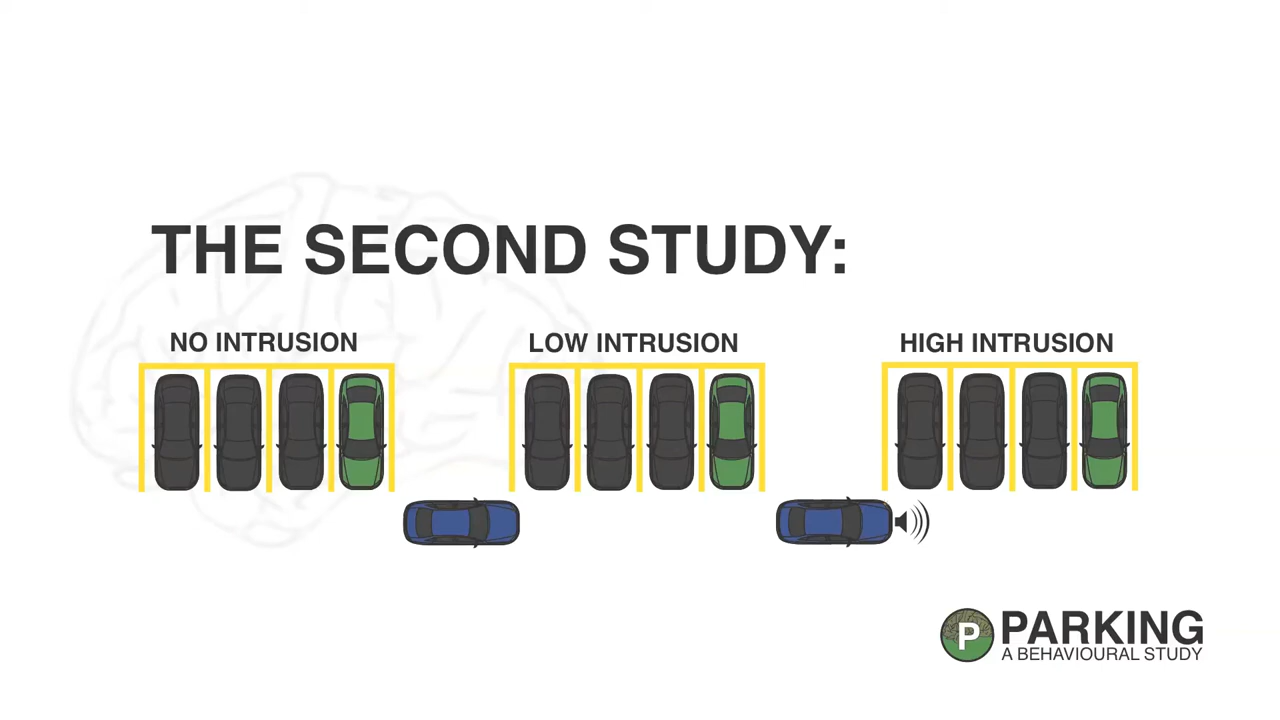 THE SECOND STUDY:
NO INTRUSION
LOW INTRUSION
HIGH INTRUSION
P
PARKING
A BEHAVIOURAL STUDY